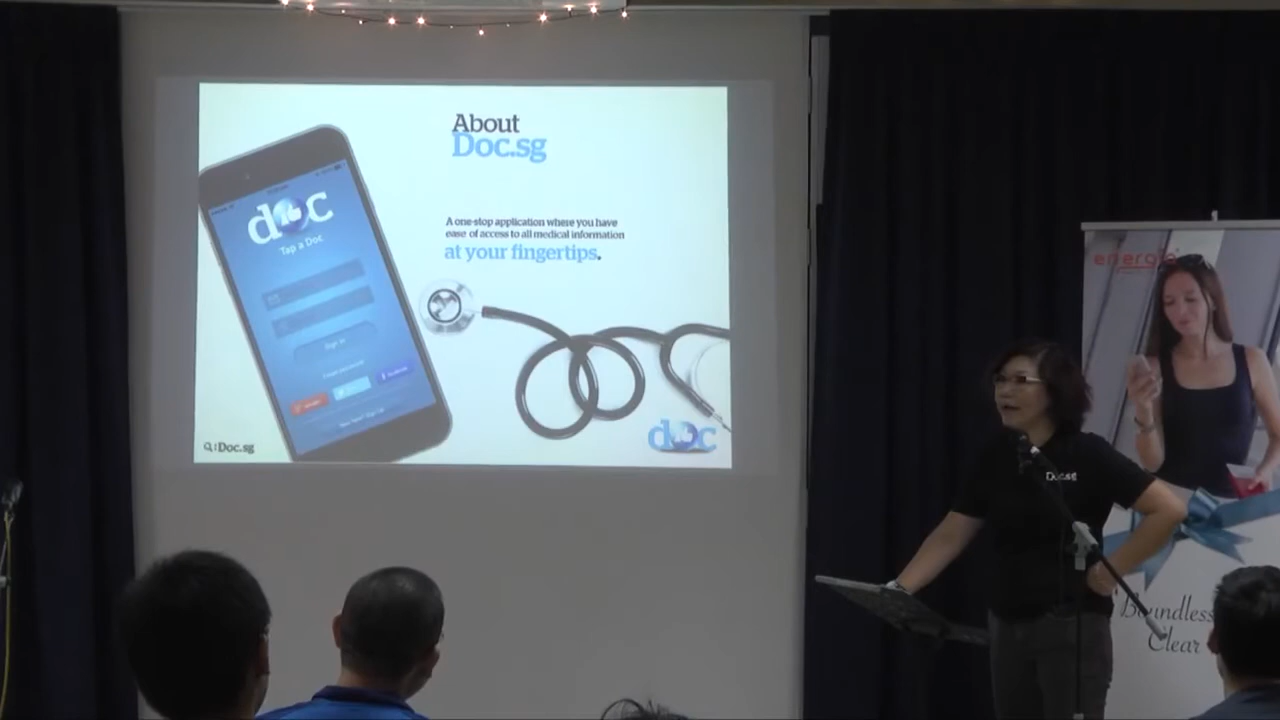 About
Doc.sg
A one-stop application where you have
ease of access to all medical information
at your fingertips.
doc
Tap a Doc
Sign In
doc
Doc.sg
energia
Doc.sg
Boundless
Clear